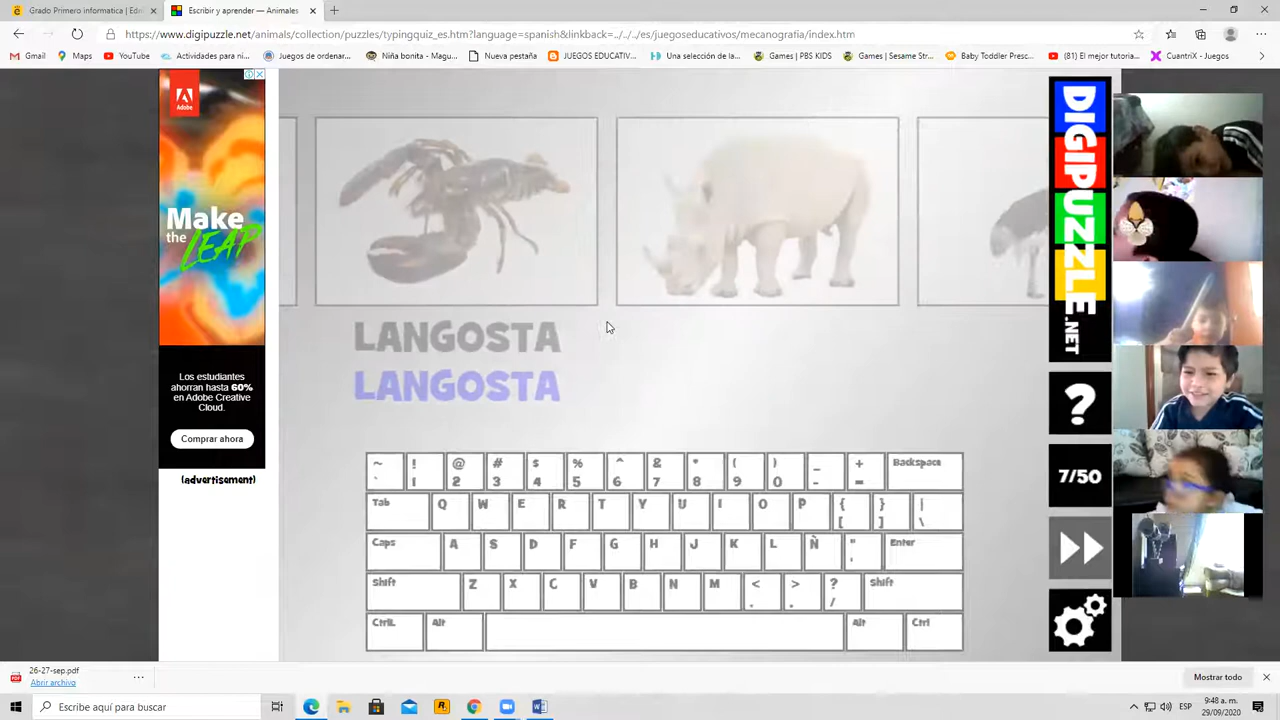 Grado Primero informatica | Edni
Escribir y aprender — Animales
https://www.digipuzzle.net/animals/collection/puzzles/typingquiz_es.htm?language=spanish&linkback=../../../es/juegoseducativos/mecanografia/index.htm
Gmail
Maps
YouTube
Actividades para ni...
Juegos de ordenar...
Niña bonita - Magu...
Nueva pestaña
JUEGOS EDUCATIV...
Una selección de la...
Games | PBS KIDS
Games | Sesame Str...
Baby Toddler Presc...
(81) El mejor tutoria...
CuantriX - Juegos
Adobe
Make
the LEAP
Los estudiantes
ahorran hasta 60%
en Adobe Creative
Cloud.
Comprar ahora
(advertisement)
LANGOSTA
LANGOSTA
~ ! @ # $ % ^ & * ( ) _ + Backspace
` 1 2 3 4 5 6 7 8 9 0 - =
Tab Q W E R T Y U I O P { } |
[ ] \
Caps A S D F G H J K L Ñ " Enter
'
Shift Z X C V B N M < > ? Shift
, . /
CtrlL Alt Alt Ctrl
DIGIPUZZLE.NET
?
7/50
26-27-sep.pdf
Abrir archivo
Mostrar todo
Escribe aquí para buscar
ESP
9:48 a. m.
29/09/2020